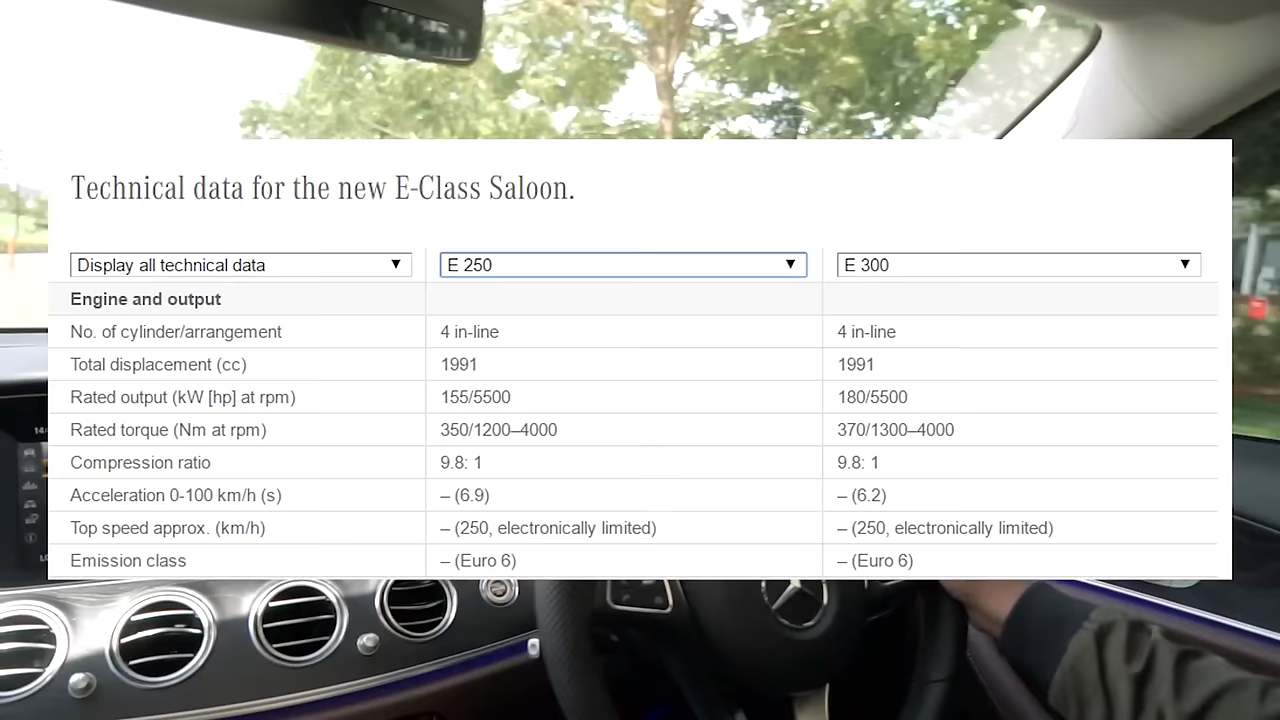 Technical data for the new E-Class Saloon.
Display all technical data ▼ E 250 ▼ E 300 ▼
Engine and output
No. of cylinder/arrangement 4 in-line 4 in-line
Total displacement (cc) 1991 1991
Rated output (kW [hp] at rpm) 155/5500 180/5500
Rated torque (Nm at rpm) 350/1200–4000 370/1300–4000
Compression ratio 9.8: 1 9.8: 1
Acceleration 0-100 km/h (s) – (6.9) – (6.2)
Top speed approx. (km/h) – (250, electronically limited) – (250, electronically limited)
Emission class – (Euro 6) – (Euro 6)